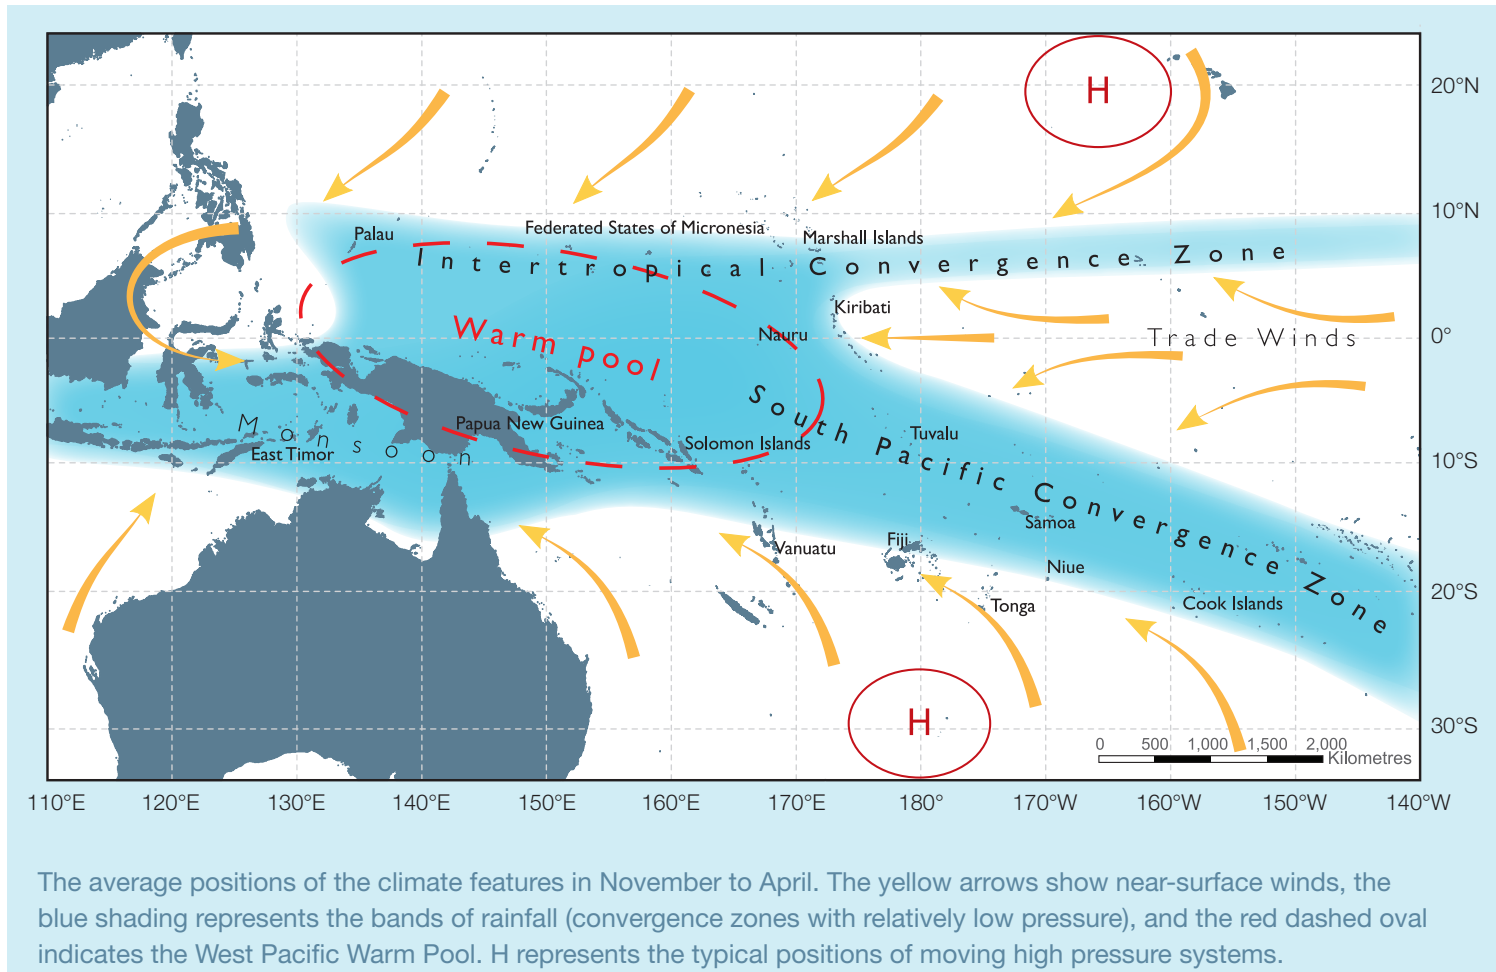 H
20°N
10°N
Palau
Federated States of Micronesia
Marshall Islands
Intertropical Convergence Zone
Kiribati
Warm pool
Nauru
Trade Winds
0°
South Pacific Convergence Zone
Monsoon
Papua New Guinea
East Timor
Solomon Islands
Tuvalu
10°S
Samoa
Vanuatu
Fiji
Niue
Tonga
Cook Islands
20°S
H
30°S
0 500 1,000 1,500 2,000
Kilometres
110°E 120°E 130°E 140°E 150°E 160°E 170°E 180° 170°W 160°W 150°W 140°W
The average positions of the climate features in November to April. The yellow arrows show near-surface winds, the
blue shading represents the bands of rainfall (convergence zones with relatively low pressure), and the red dashed oval
indicates the West Pacific Warm Pool. H represents the typical positions of moving high pressure systems.